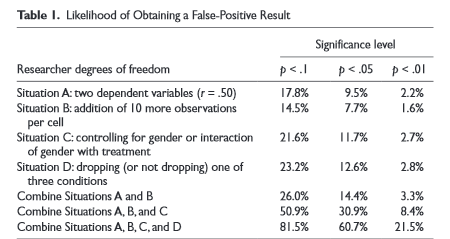 Table 1. Likelihood of Obtaining a False-Positive Result
Significance level
Researcher degrees of freedom p < .1 p < .05 p < .01
Situation A: two dependent variables (r = .50) 17.8% 9.5% 2.2%
Situation B: addition of 10 more observations 14.5% 7.7% 1.6%
per cell
Situation C: controlling for gender or interaction 21.6% 11.7% 2.7%
of gender with treatment
Situation D: dropping (or not dropping) one of 23.2% 12.6% 2.8%
three conditions
Combine Situations A and B 26.0% 14.4% 3.3%
Combine Situations A, B, and C 50.9% 30.9% 8.4%
Combine Situations A, B, C, and D 81.5% 60.7% 21.5%